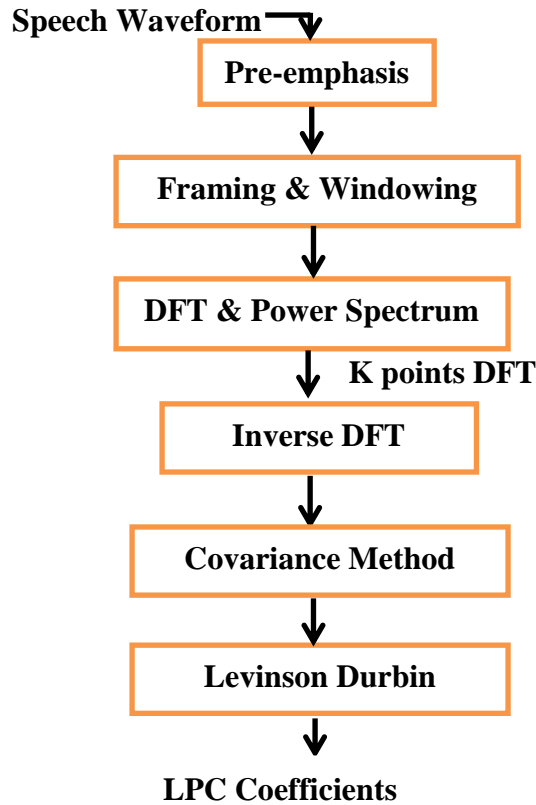 Speech Waveform
Pre-emphasis
Framing & Windowing
DFT & Power Spectrum
K points DFT
Inverse DFT
Covariance Method
Levinson Durbin
LPC Coefficients